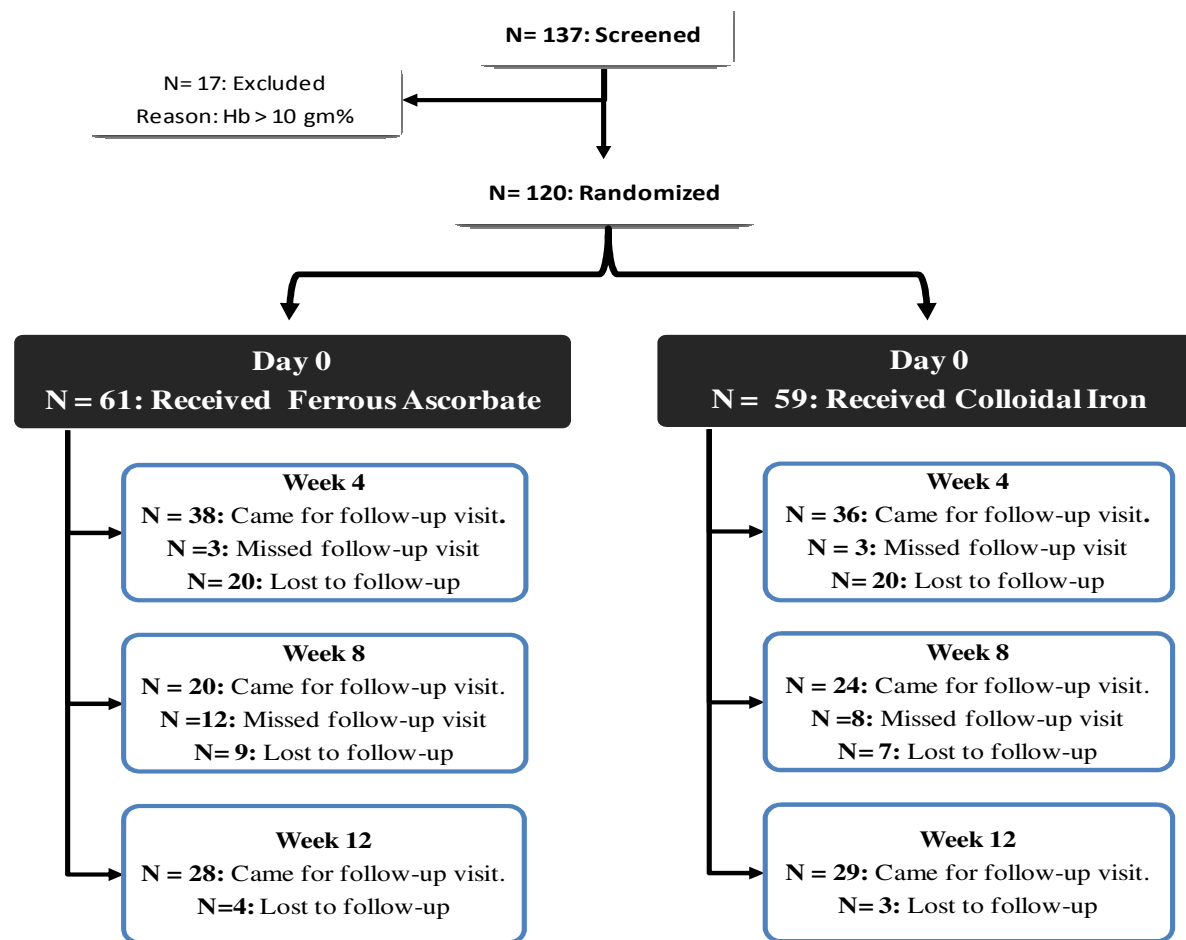 N= 137: Screened
N= 17: Excluded
Reason: Hb > 10 gm%
N= 120: Randomized
Day 0
N = 61: Received Ferrous Ascorbate
Week 4
N = 38: Came for follow-up visit.
N =3: Missed follow-up visit
N= 20: Lost to follow-up
Week 8
N = 20: Came for follow-up visit.
N =12: Missed follow-up visit
N= 9: Lost to follow-up
Week 12
N = 28: Came for follow-up visit.
N=4: Lost to follow-up
Day 0
N = 59: Received Colloidal Iron
Week 4
N = 36: Came for follow-up visit.
N = 3: Missed follow-up visit
N= 20: Lost to follow-up
Week 8
N = 24: Came for follow-up visit.
N =8: Missed follow-up visit
N= 7: Lost to follow-up
Week 12
N = 29: Came for follow-up visit.
N= 3: Lost to follow-up